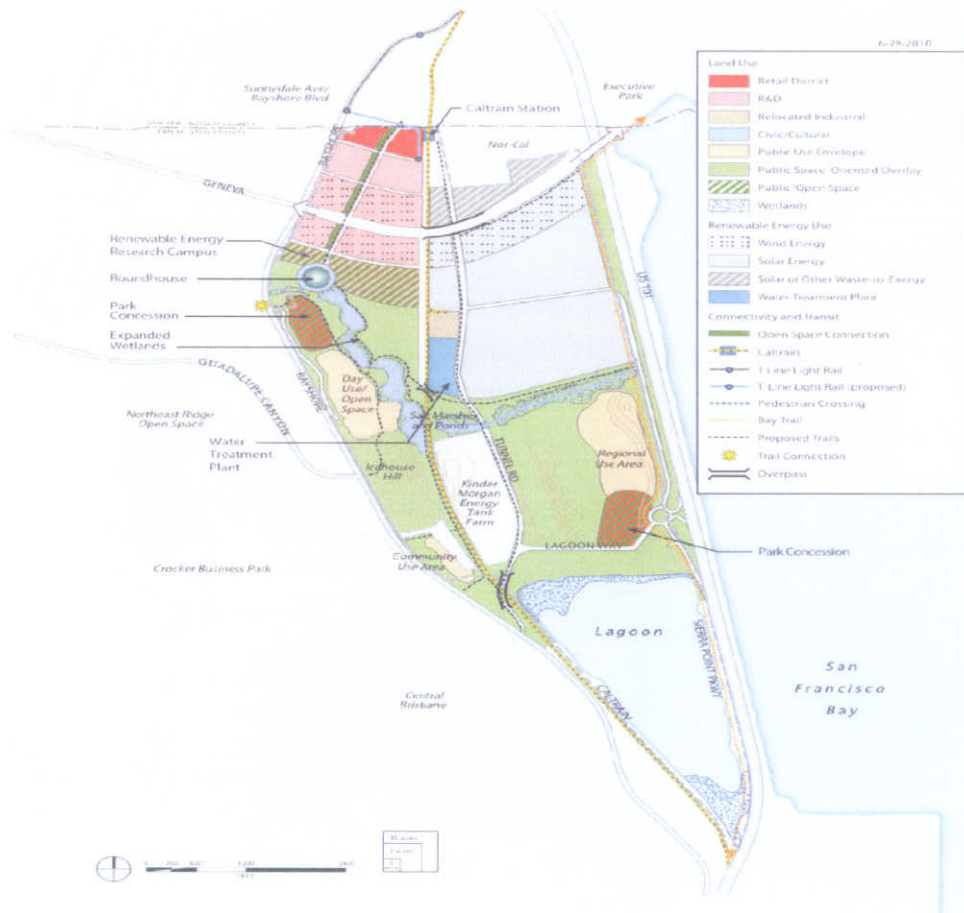 6-29-2010
Land Use
Retail District
R&D
Relocated Industrial
Civic/Cultural
Public Use Envelope
Public Space-Oriented Overlay
Public/Open Space
Wetlands
Renewable Energy Use
Wind Energy
Solar Energy
Solar or Other Waste-to-Energy
Water Treatment Plant
Connectivity and Transit
Open Space Connection
Caltrain
T-Line Light Rail
T-Line Light Rail (proposed)
Pedestrian Crossing
Bay Trail
Proposed Trails
Trail Connection
Overpass
Sunnydale Ave/
Bayshore Blvd
Executive
Park
Caltrain Station
Nor-Cal
GENEVA
Renewable Energy
Research Campus
Roundhouse
Park
Concession
Expanded
Wetlands
US 101
GUADALUPE CANYON
BAYSHORE
Day
Use/
Open
Space
Northeast Ridge
Open Space
Salt Marshes
and Ponds
Water
Treatment
Plant
Icehouse
Hill
TUNNEL RD
Regional
Use Area
Kinder
Morgan
Energy
Tank
Farm
LAGOON WAY
Park Concession
Community
Use Area
Crocker Business Park
Lagoon
SIERRA POINT PKWY
San
Francisco
Bay
Central
Brisbane
CALTRAIN
0
1200
2400